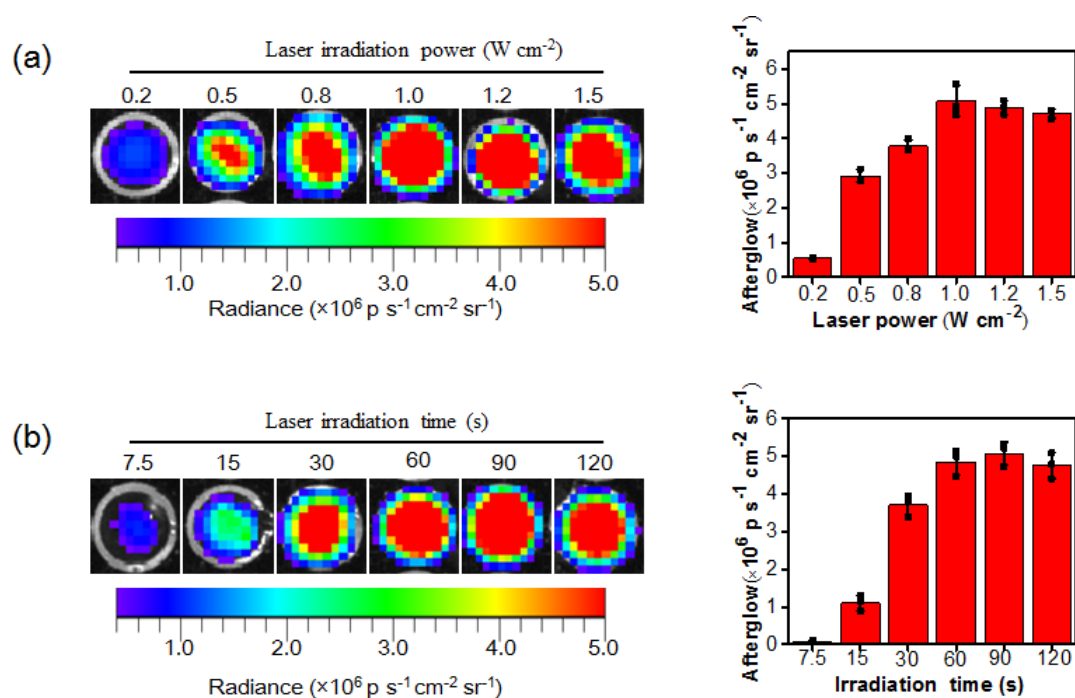 (a)
Laser irradiation power (W cm⁻²)
0.2 0.5 0.8 1.0 1.2 1.5
1.0 2.0 3.0 4.0 5.0
Radiance (×10⁶ p s⁻¹ cm⁻² sr⁻¹)
Afterglow(×10⁶ p s⁻¹ cm⁻² sr⁻¹)
6
5
4
3
2
1
0
0.2 0.5 0.8 1.0 1.2 1.5
Laser power (W cm⁻²)
(b)
Laser irradiation time (s)
7.5 15 30 60 90 120
1.0 2.0 3.0 4.0 5.0
Radiance (×10⁶ p s⁻¹ cm⁻² sr⁻¹)
Afterglow(×10⁶ p s⁻¹ cm⁻² sr⁻¹)
6
5
4
3
2
1
0
7.5 15 30 60 90 120
Irradiation time (s)